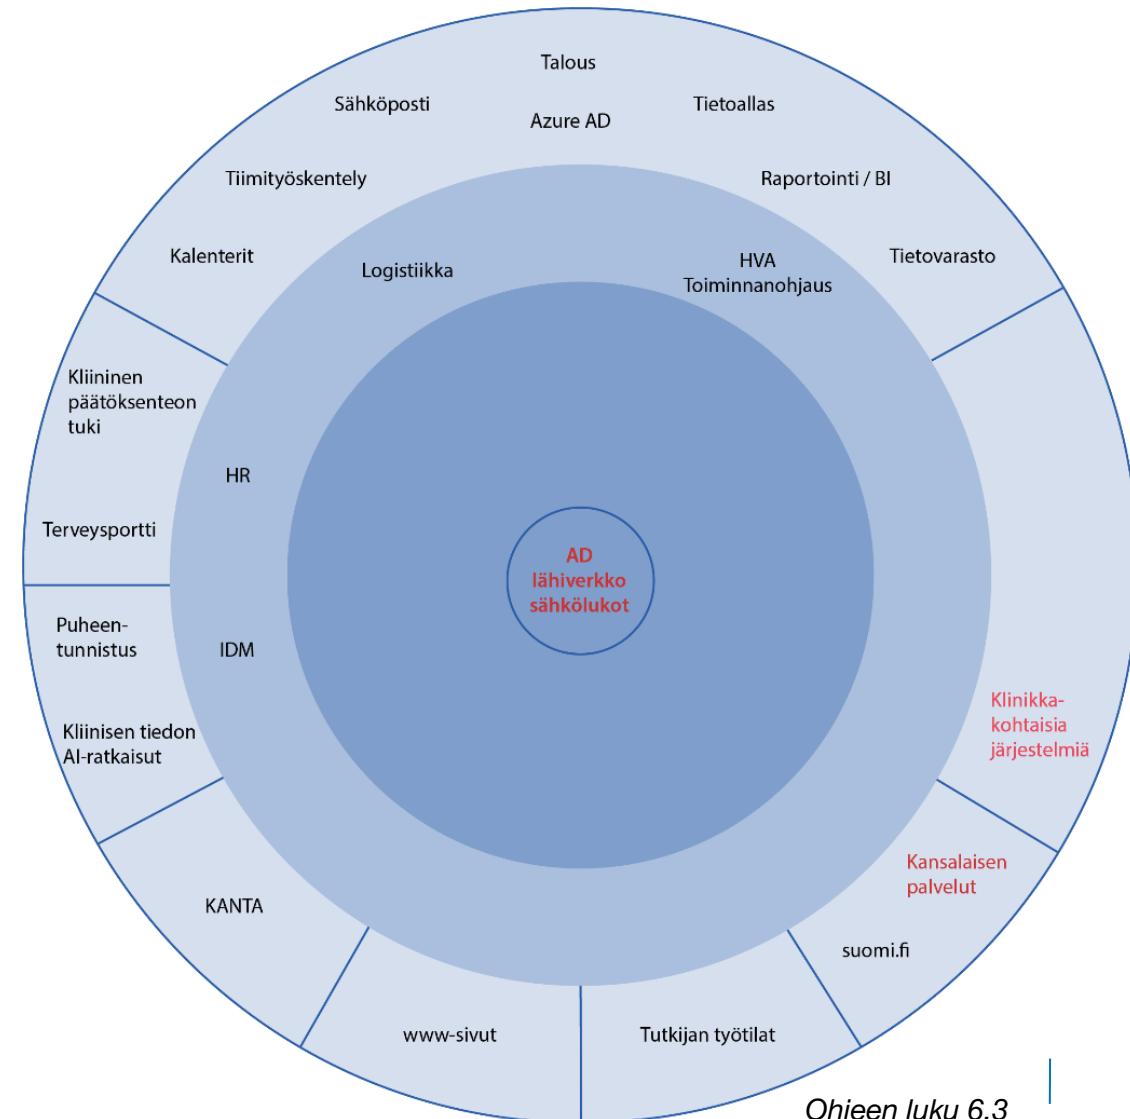 Talous
Sähköposti
Tietoallas
Azure AD
Tiimityöskentely
Raportointi / BI
Kalenterit
Logistiikka
HVA
Toiminnanohjaus
Tietovarasto
Kliininen
päätöksenteon
tuki
HR
Terveysportti
AD
lähiverkko
sähkölukot
Puheen-
tunnistus
IDM
Kliinisen tiedon
AI-ratkaisut
Klinikka-
kohtaisia
järjestelmiä
Kansalaisen
palvelut
KANTA
suomi.fi
www-sivut
Tutkijan työtilat
Ohjeen luku 6.3